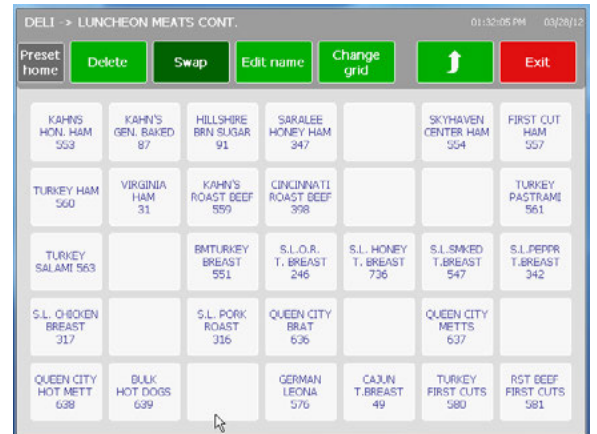 DELI -> LUNCHEON MEATS CONT. 01:32:05 PM 03/28/12
Preset home
Delete
Swap
Edit name
Change grid
Exit
KAHNS
HON. HAM
553
KAHN'S
GEN. BAKED
87
HILLSHIRE
BRN SUGAR
91
SARALEE
HONEY HAM
347
SKYHAVEN
CENTER HAM
554
FIRST CUT
HAM
557
TURKEY HAM
560
VIRGINIA
HAM
31
KAHN'S
ROAST BEEF
559
CINCINNATI
ROAST BEEF
398
TURKEY
PASTRAMI
561
TURKEY
SALAMI 563
BMTURKEY
BREAST
551
S.L.O.R.
T. BREAST
246
S.L. HONEY
T. BREAST
736
S.L.SMKED
T.BREAST
547
S.L.PEPPR
T.BREAST
342
S.L. CHICKEN
BREAST
317
S.L. PORK
ROAST
316
QUEEN CITY
BRAT
636
QUEEN CITY
METTS
637
QUEEN CITY
HOT METT
638
BULK
HOT DOGS
639
GERMAN
LEONA
576
CAJUN
T.BREAST
49
TURKEY
FIRST CUTS
580
RST BEEF
FIRST CUTS
581